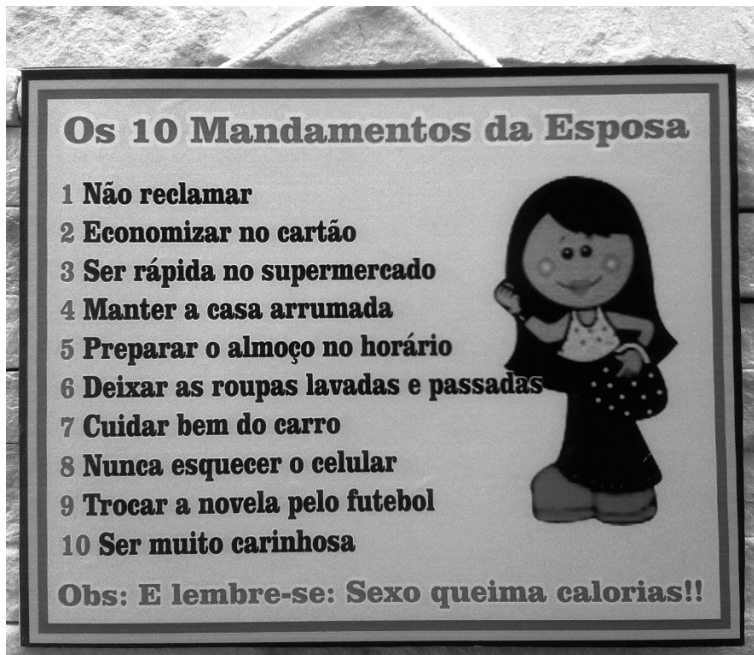 Os 10 Mandamentos da Esposa
1 Não reclamar
2 Economizar no cartão
3 Ser rápida no supermercado
4 Manter a casa arrumada
5 Preparar o almoço no horário
6 Deixar as roupas lavadas e passadas
7 Cuidar bem do carro
8 Nunca esquecer o celular
9 Trocar a novela pelo futebol
10 Ser muito carinhosa
Obs: E lembre-se: Sexo queima calorias!!